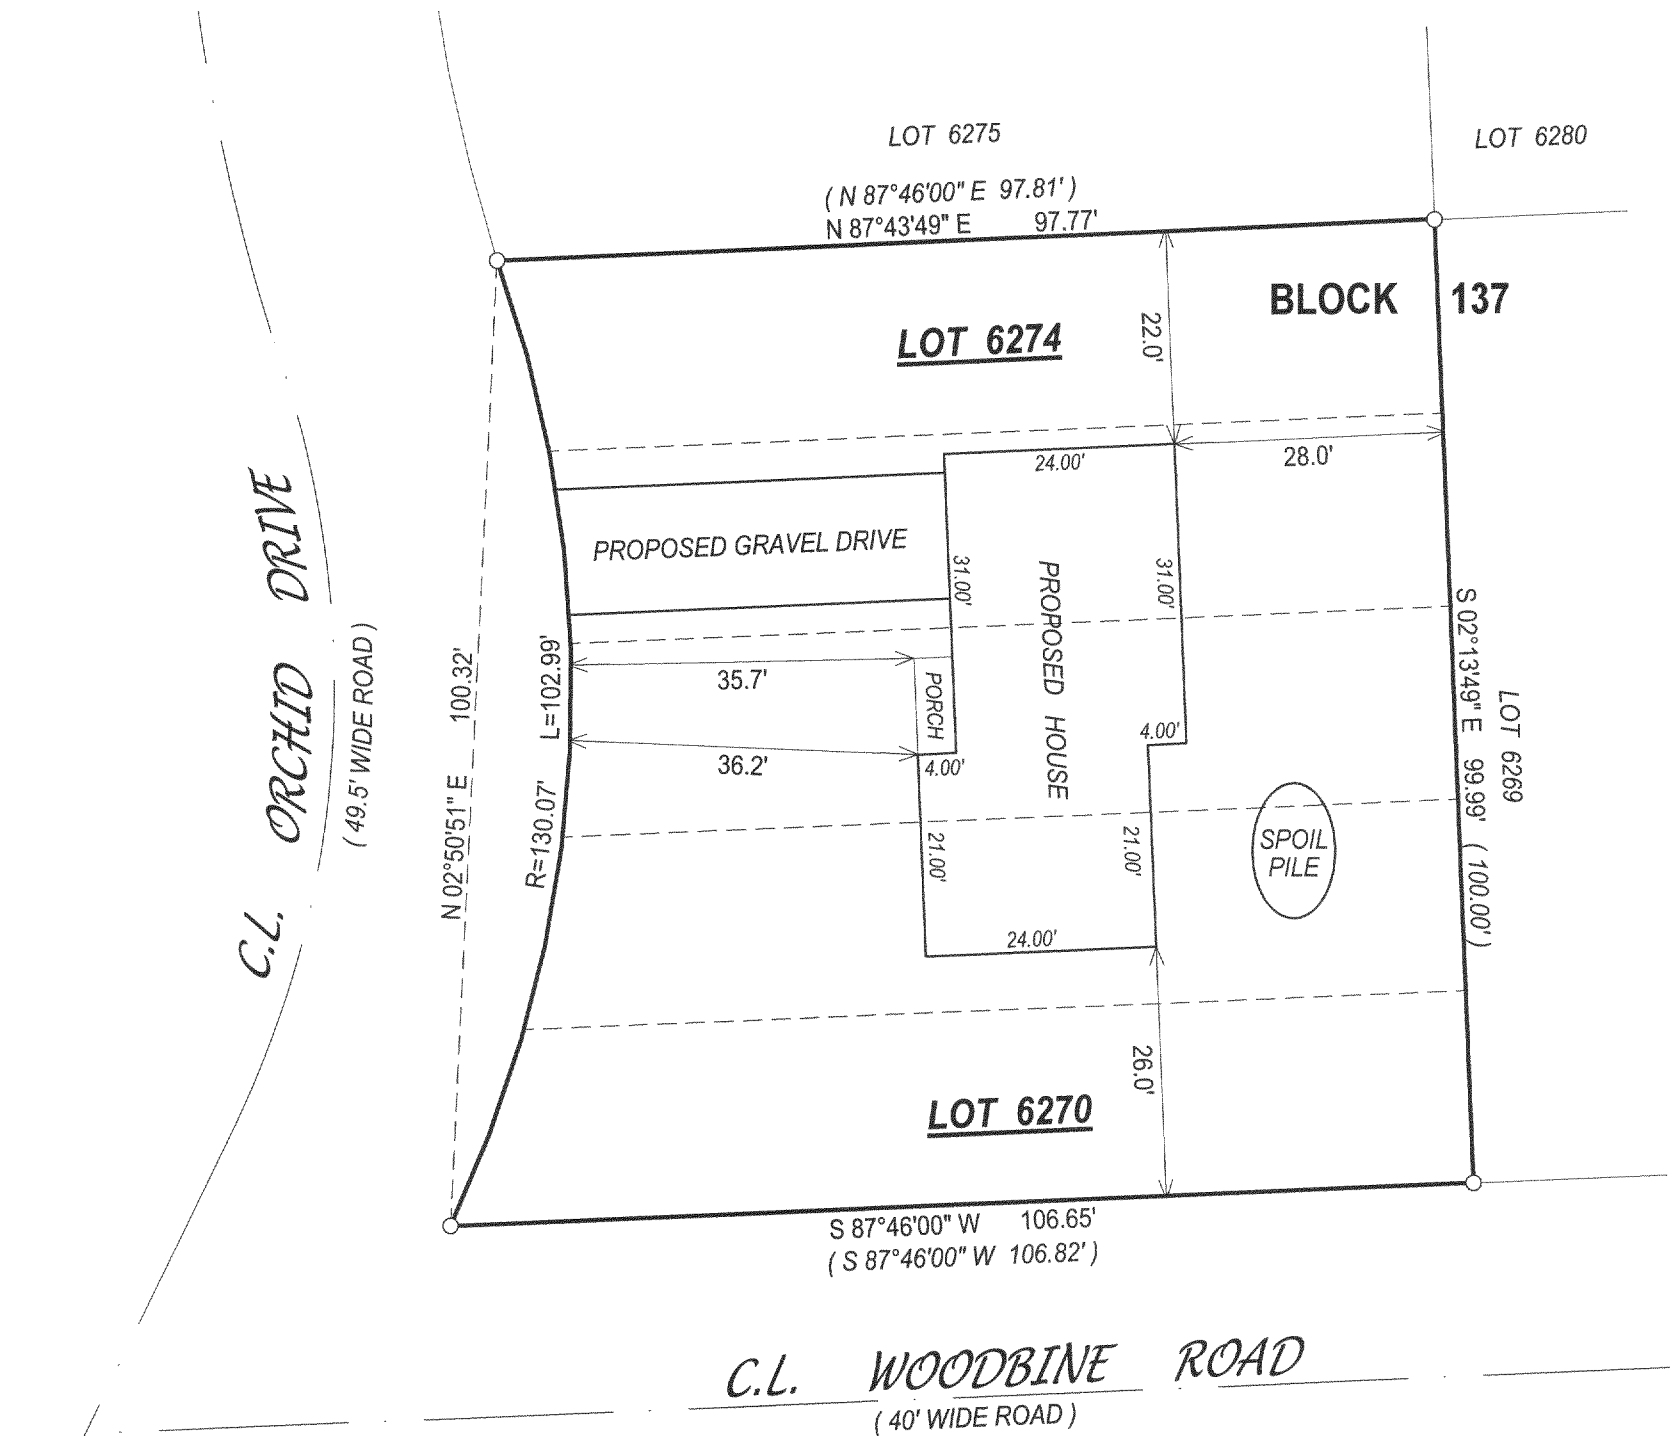 LOT 6275
LOT 6280
( N 87°46'00" E 97.81' )
N 87°43'49" E 97.77'
BLOCK 137
LOT 6274
22.0'
24.00'
28.0'
PROPOSED GRAVEL DRIVE
31.00'
PROPOSED HOUSE
31.00'
C.L. ORCHID DRIVE
( 49.5' WIDE ROAD )
N 02°50'51" E 100.32'
L=102.99'
R=130.07'
35.7'
PORCH
36.2'
4.00'
4.00'
S 02°13'49" E 99.99' ( 100.00' )
LOT 6269
21.00'
21.00'
SPOIL
PILE
24.00'
26.0'
LOT 6270
S 87°46'00" W 106.65'
( S 87°46'00" W 106.82' )
C.L. WOODBINE ROAD
( 40' WIDE ROAD )